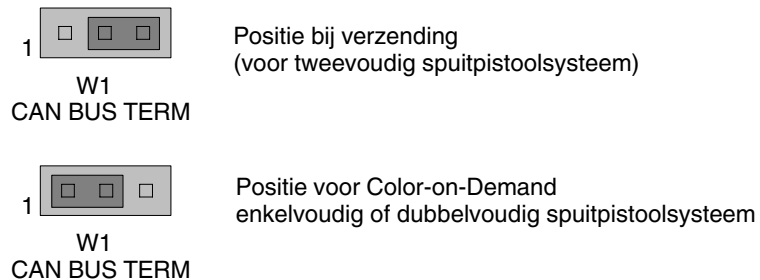 1
W1
CAN BUS TERM
Positie bij verzending
(voor tweevoudig spuitpistoolsysteem)
1
W1
CAN BUS TERM
Positie voor Color-on-Demand
enkelvoudig of dubbelvoudig spuitpistoolsysteem